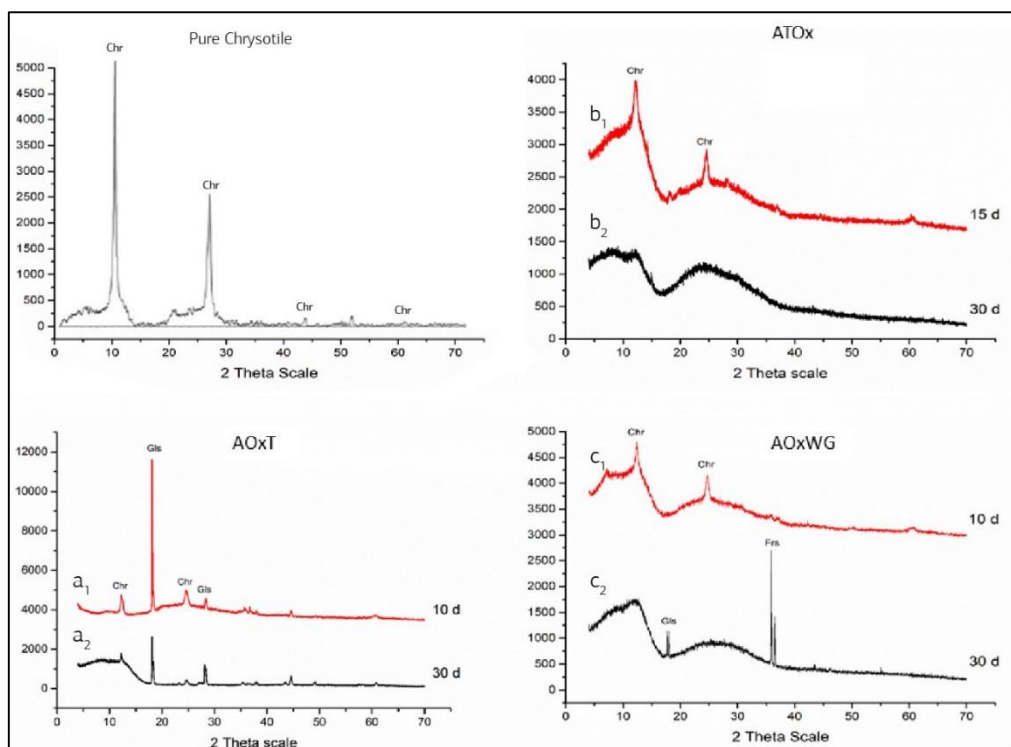 Pure Chrysotile
Chr
Chr
Chr
Chr
5000
4500
4000
3500
3000
2500
2000
1500
1000
500
0
0 10 20 30 40 50 60 70
2 Theta Scale
ATOx
Chr
Chr
b1
15 d
b2
30 d
4000
3500
3000
2500
2000
1500
1000
500
0
0 10 20 30 40 50 60 70
2 Theta scale
AOxT
Gls
Chr
Chr
Gls
a1
10 d
a2
30 d
12000
10000
8000
6000
4000
2000
0
0 10 20 30 40 50 60 70
2 Theta scale
AOxWG
Chr
Chr
c1
10 d
Frs
c2
Gls
30 d
5000
4500
4000
3500
3000
2500
2000
1500
1000
500
0
0 10 20 30 40 50 60 70
2 Theta scale